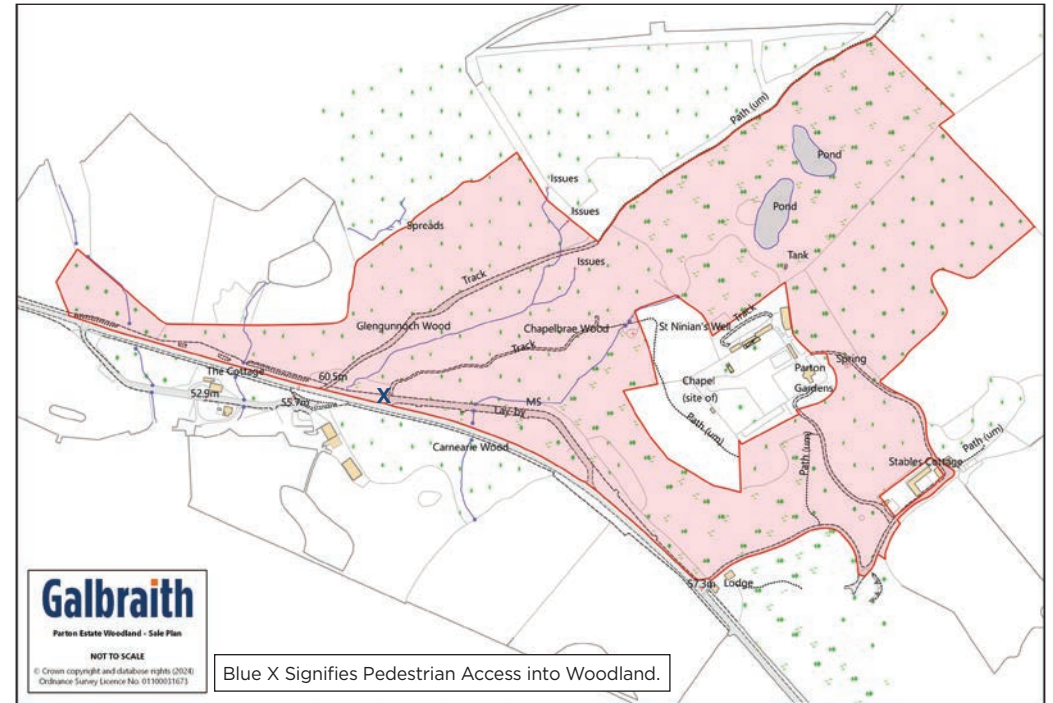 Path (um)
Pond
Issues
Pond
Issues
Spreads
Tank
Issues
Track
Glengunnoch Wood
Chapelbrae Wood
St Ninian's Well
Track
Track
Spring
The Cottage
60.5m
Parton
Gardens
Chapel
(site of)
52.9m
55.7m
X
MS
Lay-by
Path (um)
Path (um)
Carnearie Wood
Path (um)
Stables Cottage
57.3m
Lodge
Galbraith
Parton Estate Woodland - Sale Plan
NOT TO SCALE
© Crown copyright and database rights (2024)
Ordnance Survey Licence No. 01100031673
Blue X Signifies Pedestrian Access into Woodland.